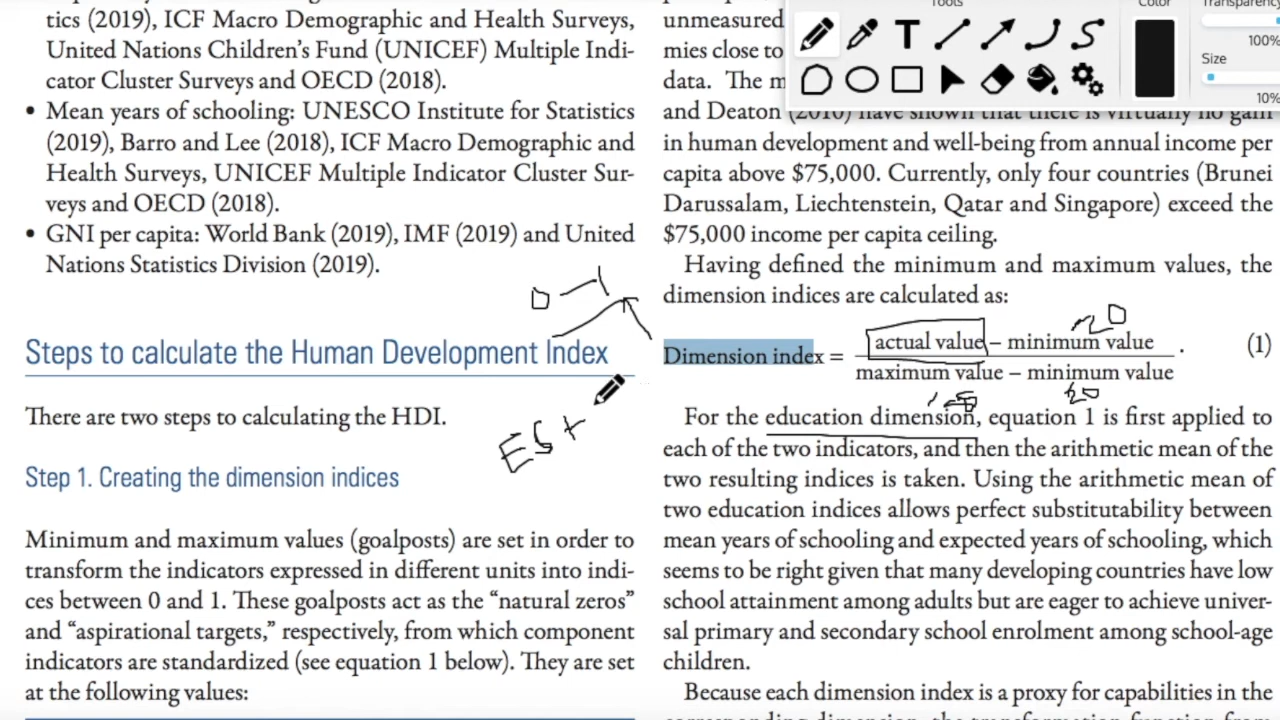 tics (2019), ICF Macro Demographic and Health Surveys,
United Nations Children's Fund (UNICEF) Multiple Indi-
cator Cluster Surveys and OECD (2018).
• Mean years of schooling: UNESCO Institute for Statistics
(2019), Barro and Lee (2018), ICF Macro Demographic and
Health Surveys, UNICEF Multiple Indicator Cluster Sur-
veys and OECD (2018).
• GNI per capita: World Bank (2019), IMF (2019) and United
Nations Statistics Division (2019).
0 – 1
Steps to calculate the Human Development Index
There are two steps to calculating the HDI.
Step 1. Creating the dimension indices
Minimum and maximum values (goalposts) are set in order to
transform the indicators expressed in different units into indi-
ces between 0 and 1. These goalposts act as the “natural zeros”
and “aspirational targets,” respectively, from which component
indicators are standardized (see equation 1 below). They are set
at the following values:
Tools
Color
Transparency
100%
Size
10%
unmeasured
mies close to
data. The m
and Deaton (2010) have shown that there is virtually no gain
in human development and well-being from annual income per
capita above $75,000. Currently, only four countries (Brunei
Darussalam, Liechtenstein, Qatar and Singapore) exceed the
$75,000 income per capita ceiling.
Having defined the minimum and maximum values, the
dimension indices are calculated as:
Dimension index = actual value – minimum value
maximum value – minimum value . (1)
For the education dimension, equation 1 is first applied to
each of the two indicators, and then the arithmetic mean of the
two resulting indices is taken. Using the arithmetic mean of
two education indices allows perfect substitutability between
mean years of schooling and expected years of schooling, which
seems to be right given that many developing countries have low
school attainment among adults but are eager to achieve univer-
sal primary and secondary school enrolment among school-age
children.
Because each dimension index is a proxy for capabilities in the